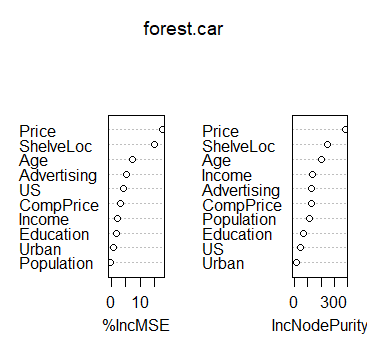 forest.car
Price
ShelveLoc
Age
Advertising
US
CompPrice
Income
Education
Urban
Population
0 10
%IncMSE
Price
ShelveLoc
Age
Income
Advertising
CompPrice
Population
Education
US
Urban
0 300
IncNodePurity